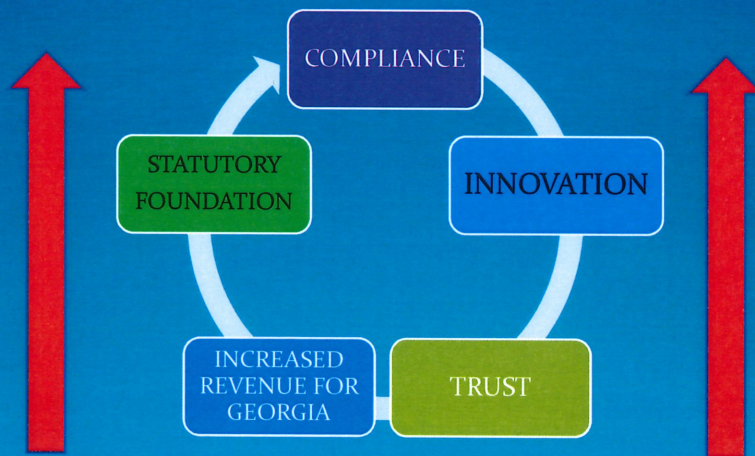 COMPLIANCE
INNOVATION
TRUST
INCREASED
REVENUE FOR
GEORGIA
STATUTORY
FOUNDATION